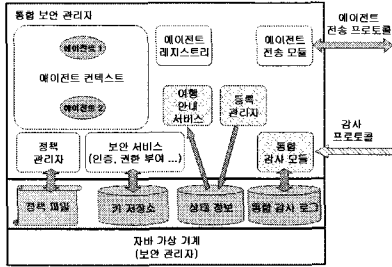 통합 보안 관리자
에이전트 1
에이전트 컨텍스트
에이전트 2
에이전트
레지스트리
에이전트
전송 모듈
에이전트
전송 프로토콜
여행
안내
서비스
등록
관리자
정책
관리자
보안 서비스
(인증, 권한 부여 ...)
통합
감사 모듈
감사
프로토콜
정책 파일
키 저장소
상태 정보
통합 감사 로그
자바 가상 기계
(보안 관리자)